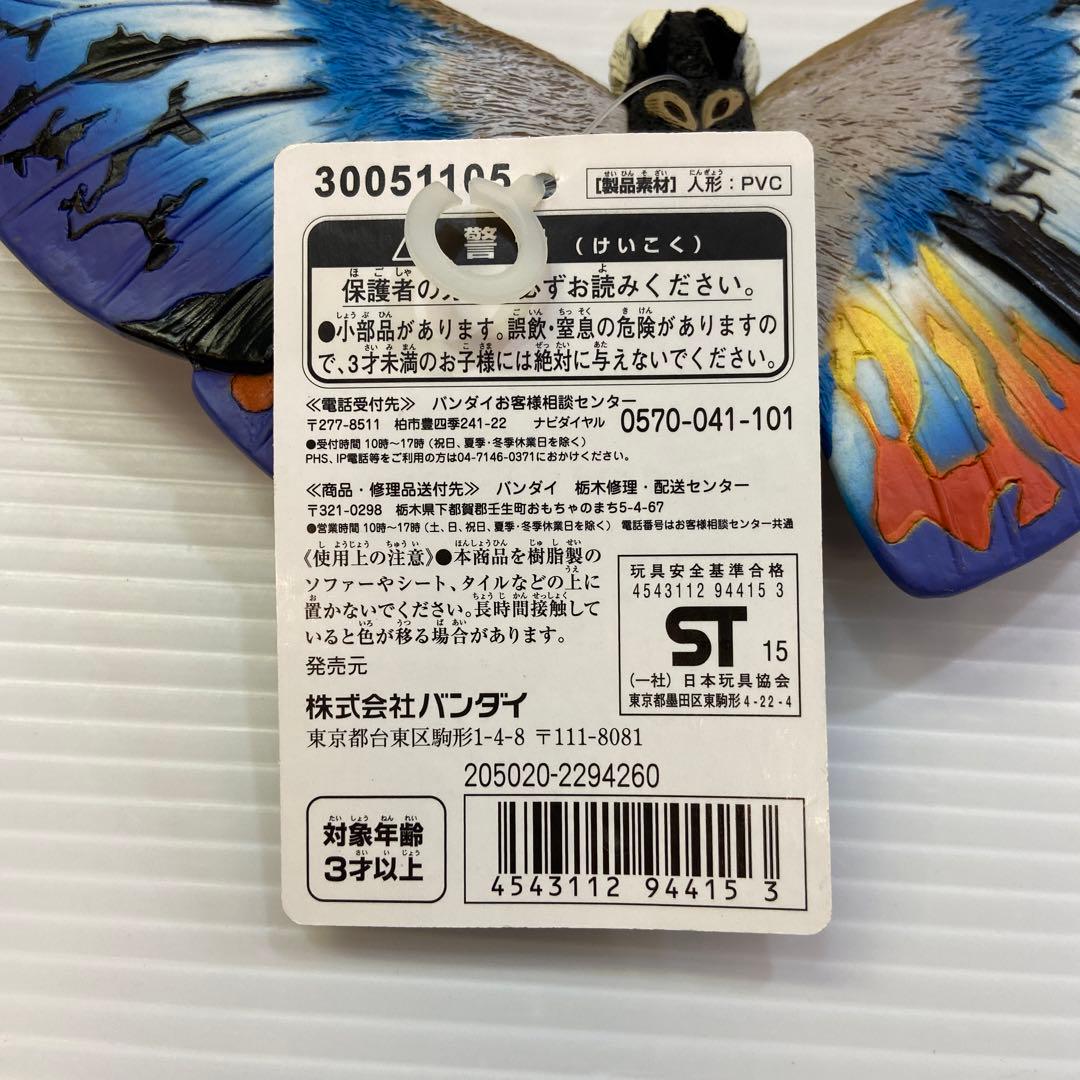 30051105
[製品素材] 人形：PVC
警 (けいこく)
保護者の 必ずお読みください。
●小部品があります。誤飲・窒息の危険がありますの
で、3才未満のお子様には絶対に与えないでください。
≪電話受付先≫ バンダイお客様相談センター
〒277-8511 柏市豊四季241-22 ナビダイヤル 0570-041-101
●受付時間 10時〜17時（祝日、夏季・冬季休業日を除く）
PHS、IP電話等をご利用の方は04-7146-0371におかけください。
≪商品・修理品送付先≫ バンダイ 栃木修理・配送センター
〒321-0298 栃木県下都賀郡壬生町おもちゃのまち5-4-67
●営業時間 10時〜17時（土、日、祝日、夏季・冬季休業日を除く） 電話番号はお客様相談センター共通
《使用上の注意》●本商品を樹脂製の
ソファーやシート、タイルなどの上に
置かないでください。長時間接触して
いると色が移る場合があります。
発売元
株式会社バンダイ
東京都台東区駒形1-4-8 〒111-8081
玩具安全基準合格
4543112 94415 3
ST 15
(一社) 日本玩具協会
東京都墨田区東駒形4-22-4
205020-2294260
対象年齢
3才以上
4543112 94415 3